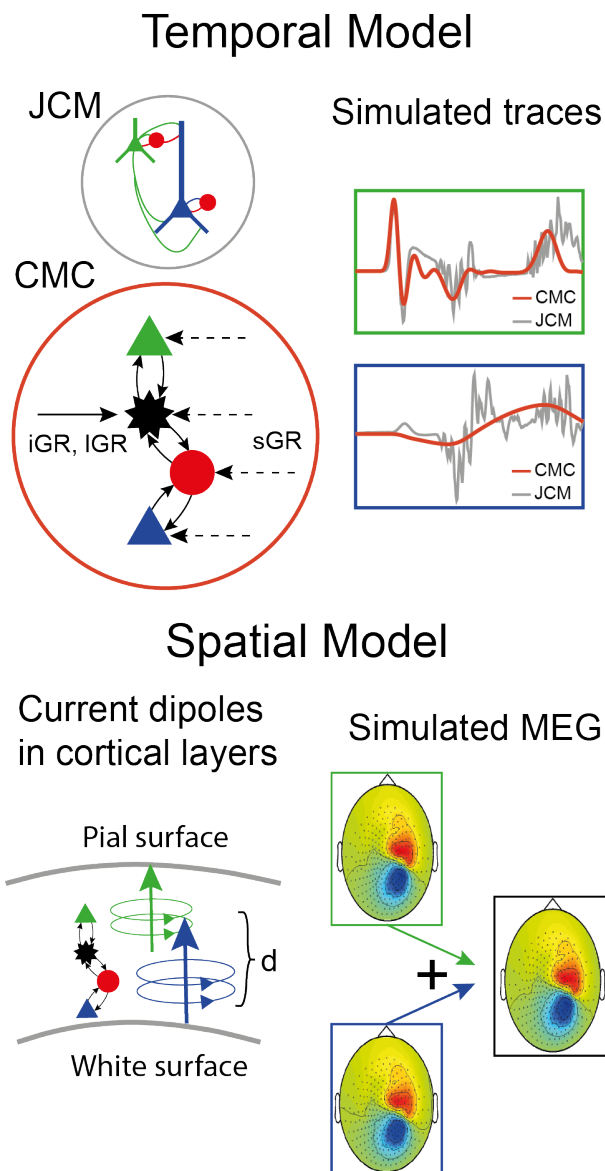 Temporal Model
JCM
Simulated traces
CMC
JCM
CMC
iGR, lGR
sGR
CMC
JCM
Spatial Model
Current dipoles
in cortical layers
Simulated MEG
Pial surface
d
+
White surface